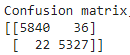 Confusion matrix,
[[5840 36]
[ 22 5327]]